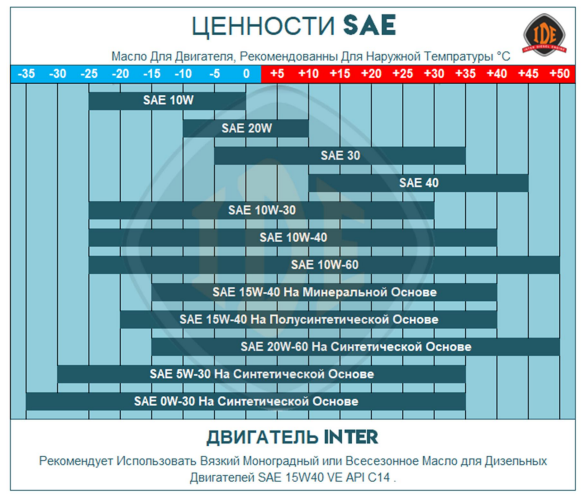 ЦЕННОСТИ SAE
IDE
Масло Для Двигателя, Рекомендованны Для Наружной Темпратуры °C
-35 -30 -25 -20 -15 -10 -5 0 +5 +10 +15 +20 +25 +30 +35 +40 +45 +50
SAE 10W
SAE 20W
SAE 30
SAE 40
SAE 10W-30
SAE 10W-40
SAE 10W-60
SAE 15W-40 На Минеральной Основе
SAE 15W-40 На Полусинтетической Основе
SAE 20W-60 На Синтетической Основе
SAE 5W-30 На Синтетической Основе
SAE 0W-30 На Синтетической Основе
ДВИГАТЕЛЬ INTER
Рекомендует Использовать Вязкий Моноградный или Всесезонное Масло для Дизельных
Двигателей SAE 15W40 VE API C14 .